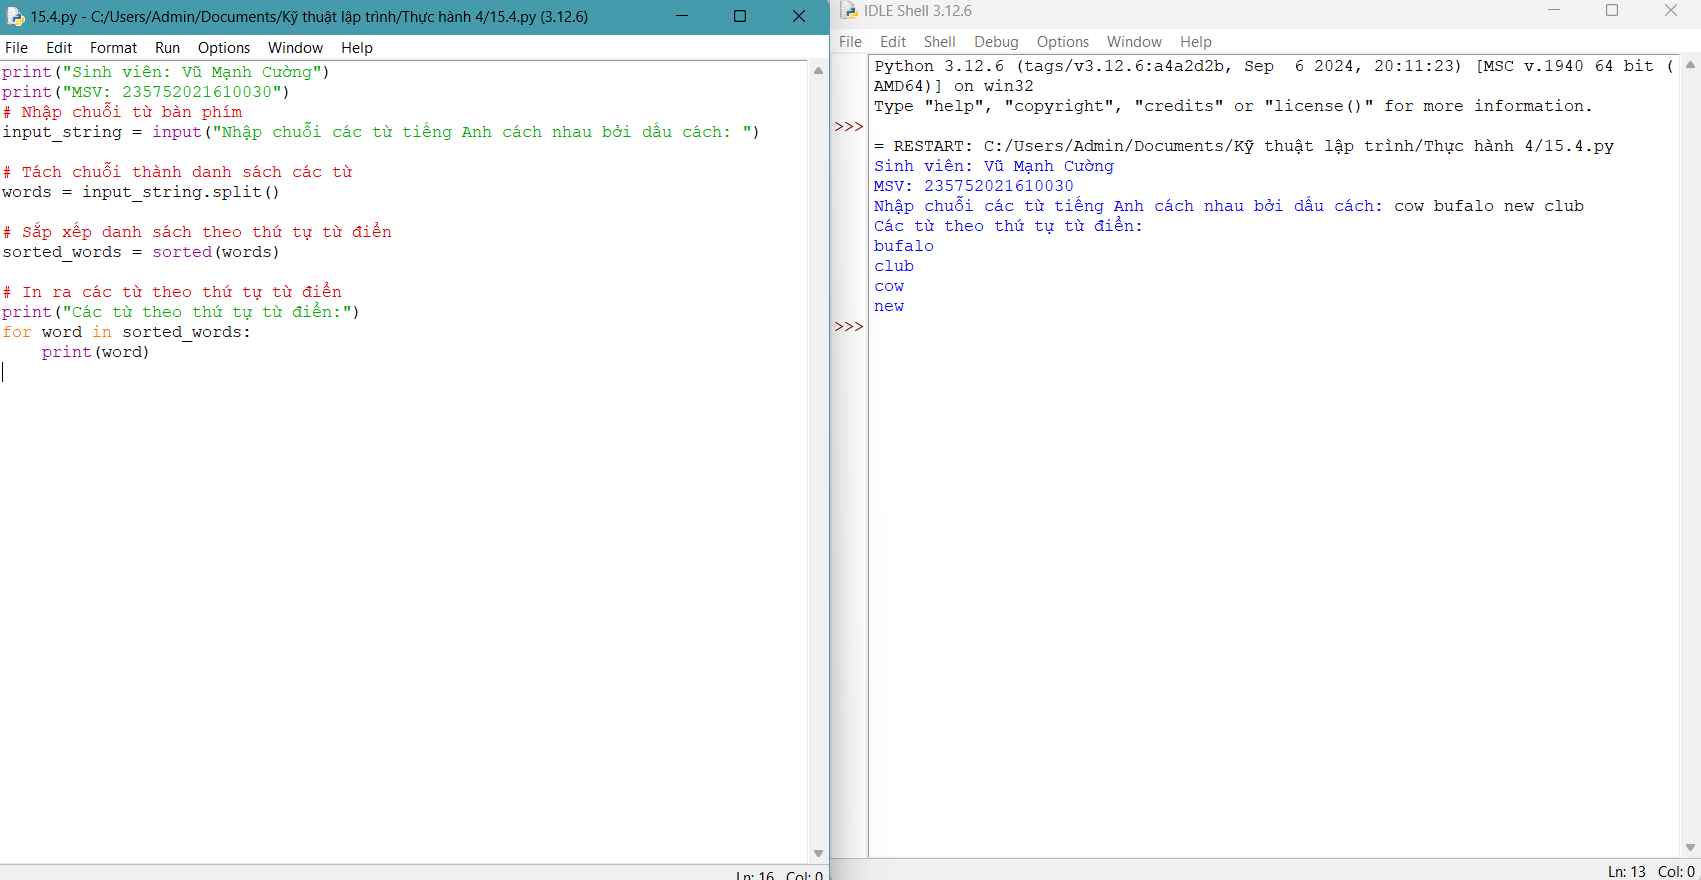 15.4.py - C:/Users/Admin/Documents/Kỹ thuật lập trình/Thực hành 4/15.4.py (3.12.6)
File Edit Format Run Options Window Help
print("Sinh viên: Vũ Mạnh Cường")
print("MSV: 235752021610030")
# Nhập chuỗi từ bàn phím
input_string = input("Nhập chuỗi các từ tiếng Anh cách nhau bởi dấu cách: ")
# Tách chuỗi thành danh sách các từ
words = input_string.split()
# Sắp xếp danh sách theo thứ tự từ điển
sorted_words = sorted(words)
# In ra các từ theo thứ tự từ điển
print("Các từ theo thứ tự từ điển:")
for word in sorted_words:
    print(word)
Ln: 16 Col: 0
IDLE Shell 3.12.6
File Edit Shell Debug Options Window Help
Python 3.12.6 (tags/v3.12.6:a4a2d2b, Sep  6 2024, 20:11:23) [MSC v.1940 64 bit (
AMD64)] on win32
Type "help", "copyright", "credits" or "license()" for more information.
>>>
= RESTART: C:/Users/Admin/Documents/Kỹ thuật lập trình/Thực hành 4/15.4.py
Sinh viên: Vũ Mạnh Cường
MSV: 235752021610030
Nhập chuỗi các từ tiếng Anh cách nhau bởi dấu cách: cow bufalo new club
Các từ theo thứ tự từ điển:
bufalo
club
cow
new
>>>
Ln: 13 Col: 0